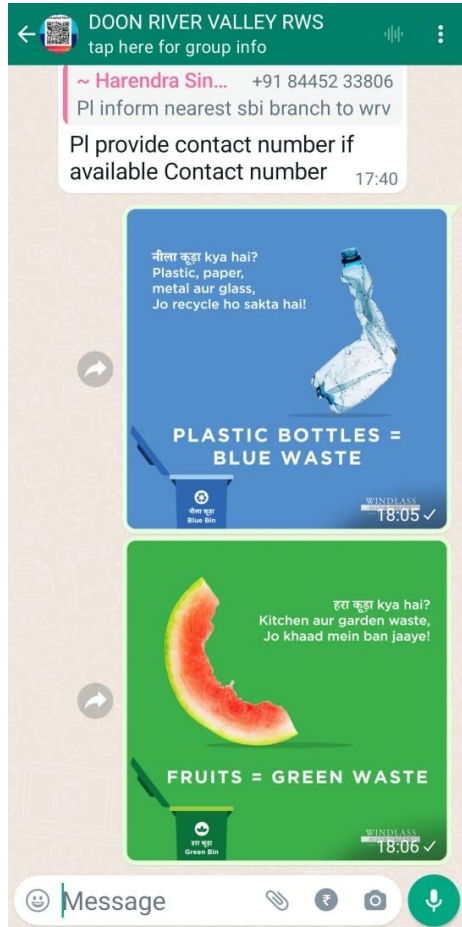 DOON RIVER VALLEY RWS
tap here for group info
~ Harendra Sin... +91 84452 33806
Pl inform nearest sbi branch to wrv
Pl provide contact number if
available Contact number 17:40
नीला कूड़ा kya hai?
Plastic, paper,
metal aur glass,
Jo recycle ho sakta hai!
PLASTIC BOTTLES =
BLUE WASTE
नीला कूड़ा
Blue Bin
WINDLASS
18:05
हरा कूड़ा kya hai?
Kitchen aur garden waste,
Jo khaad mein ban jaaye!
FRUITS = GREEN WASTE
हरा कूड़ा
Green Bin
WINDLASS
18:06
Message